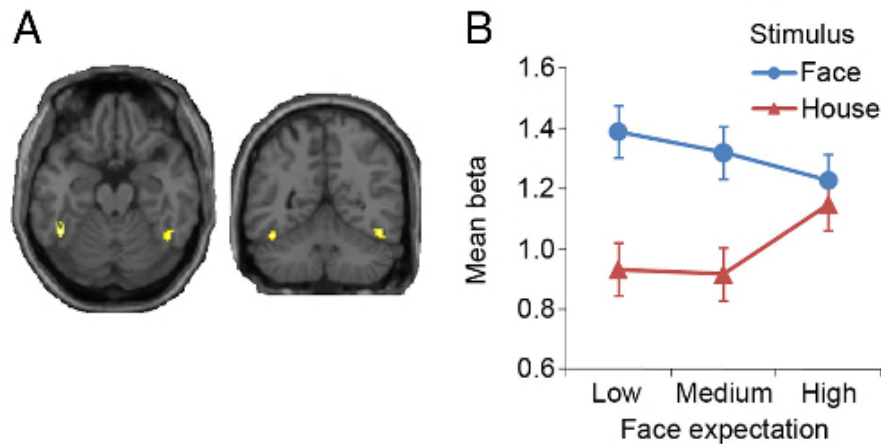 A
B
Stimulus
Face
House
Mean beta
1.6
1.4
1.2
1.0
0.8
0.6
Low Medium High
Face expectation